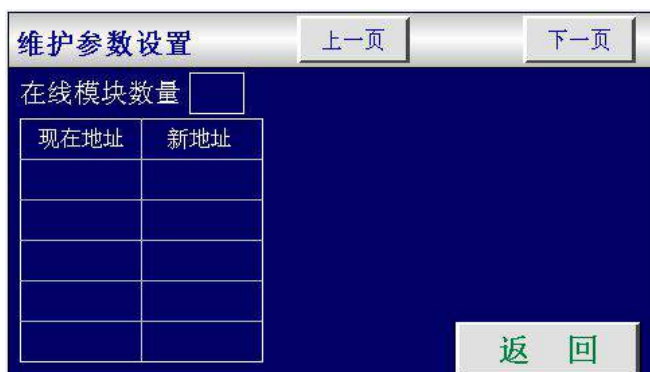 维护参数设置 上一页 下一页
在线模块数量
现在地址 新地址
返 回